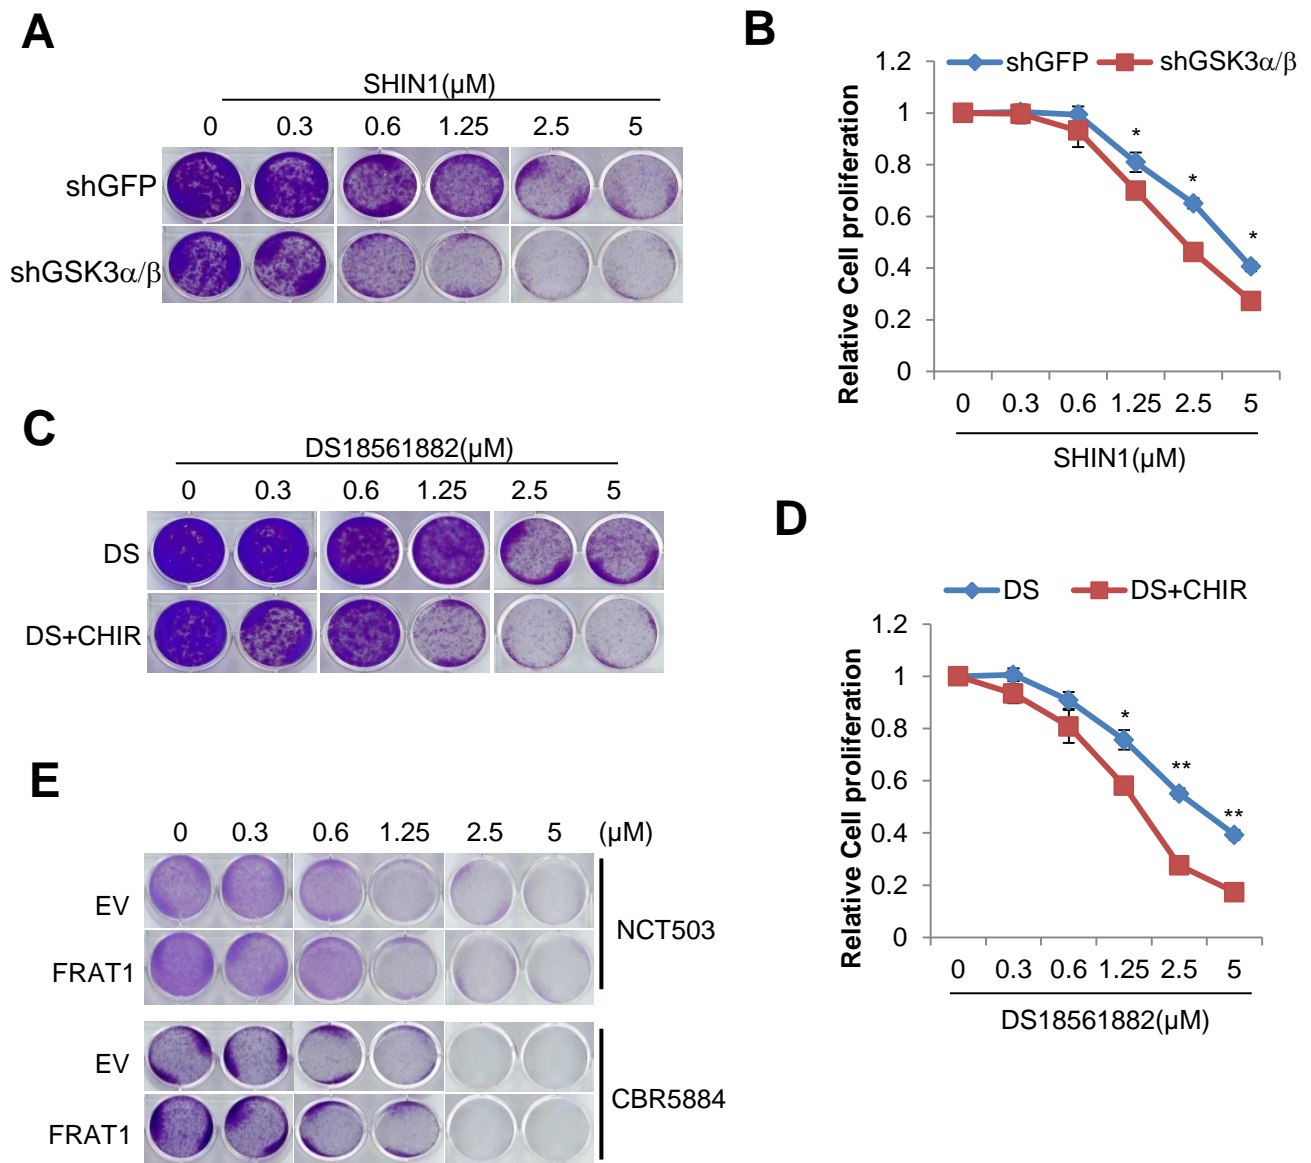 A
SHIN1(μM)
0 0.3 0.6 1.25 2.5 5
shGFP
shGSK3α/β
B
shGFP shGSK3α/β
1.2
1
0.8
0.6
0.4
0.2
0
Relative Cell proliferation
* * *
0 0.3 0.6 1.25 2.5 5
SHIN1(μM)
C
DS18561882(μM)
0 0.3 0.6 1.25 2.5 5
DS
DS+CHIR
D
DS DS+CHIR
1.2
1
0.8
0.6
0.4
0.2
0
Relative Cell proliferation
* ** **
0 0.3 0.6 1.25 2.5 5
DS18561882(μM)
E
0 0.3 0.6 1.25 2.5 5 (μM)
EV
FRAT1
NCT503
EV
FRAT1
CBR5884